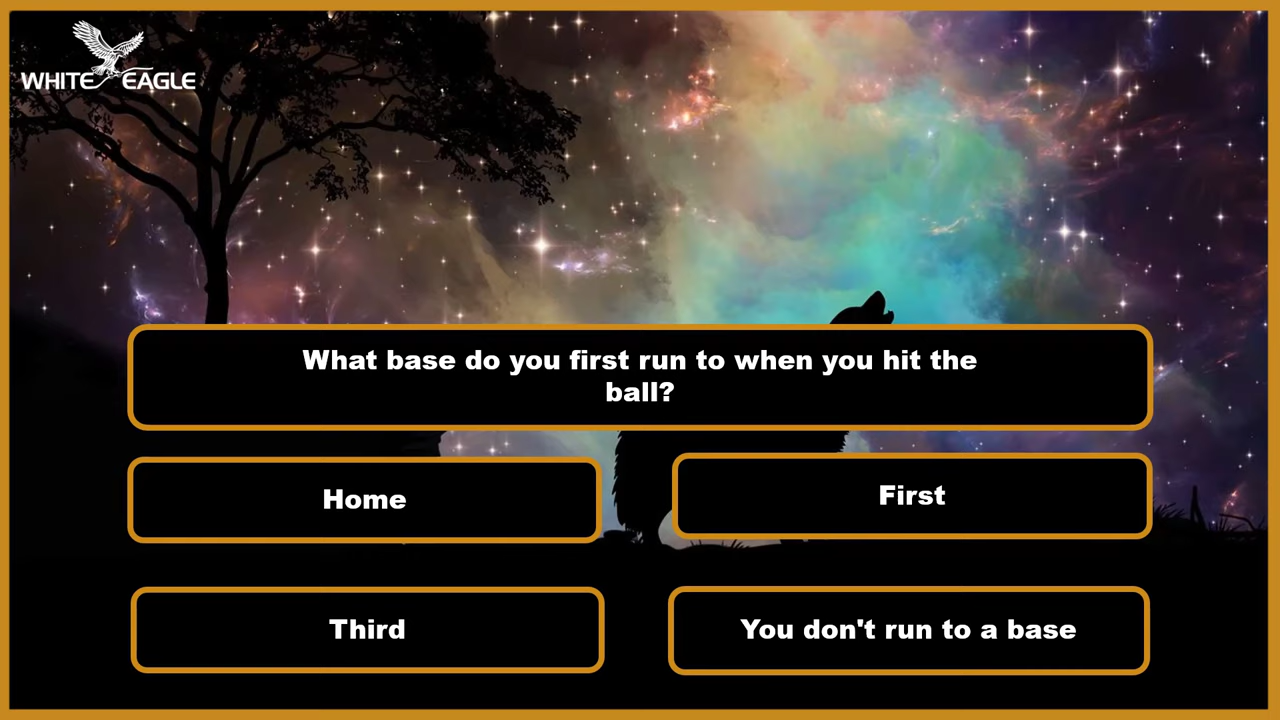 WHITE EAGLE
What base do you first run to when you hit the
ball?
Home
First
Third
You don't run to a base